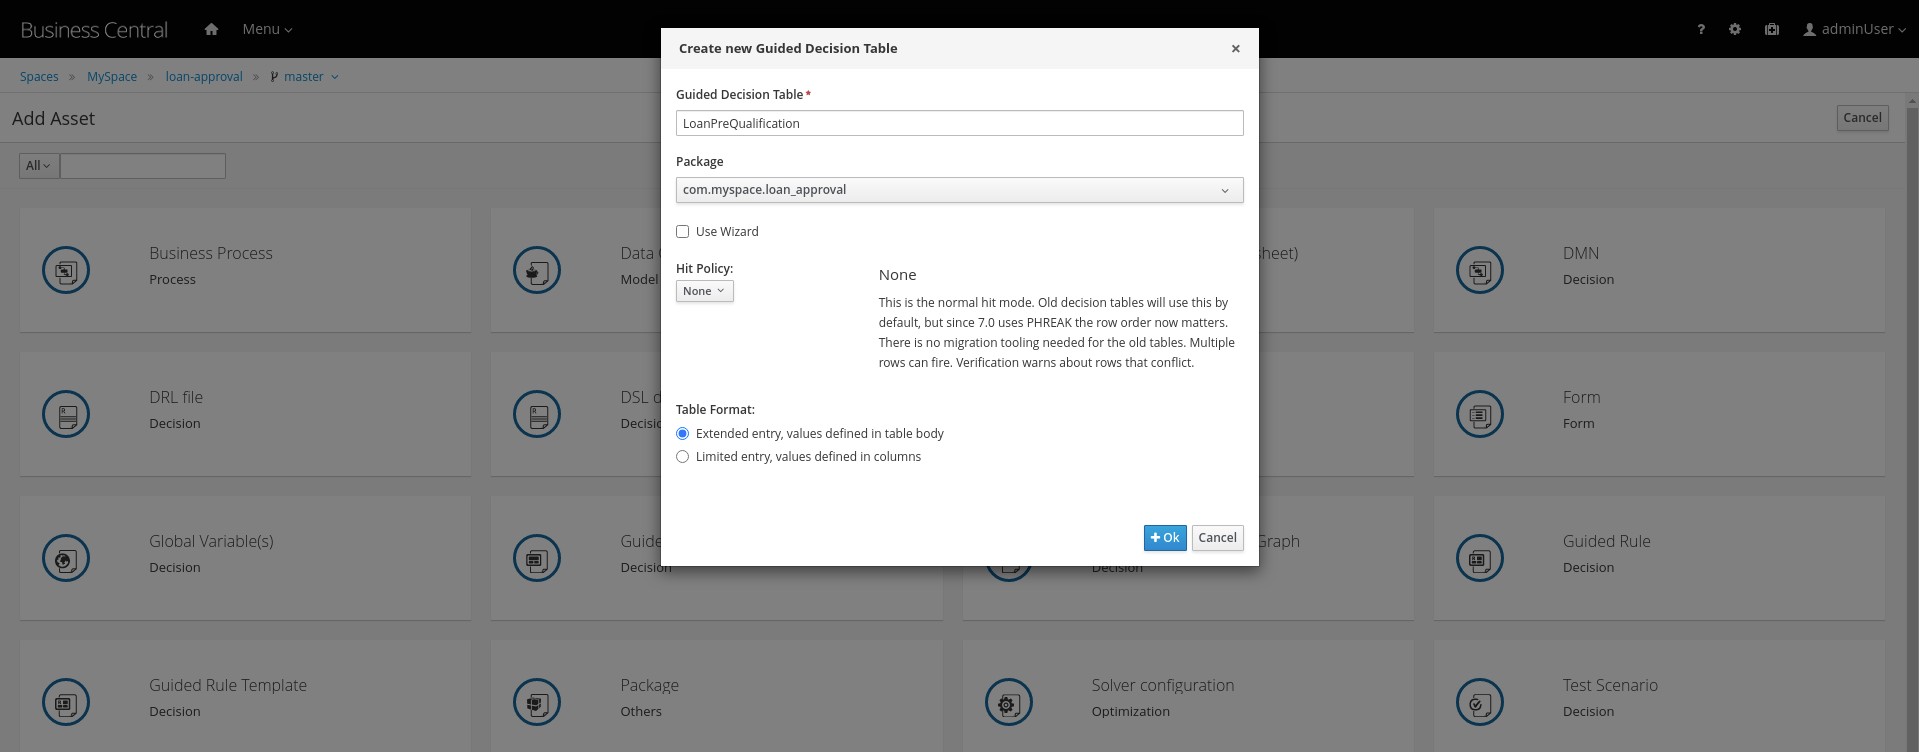 Business Central
Menu
?
adminUser
Spaces » MySpace » loan-approval » master
Add Asset
Cancel
All
Create new Guided Decision Table
×
Guided Decision Table*
LoanPreQualification
Package
com.myspace.loan_approval
Use Wizard
Hit Policy:
None
None
This is the normal hit mode. Old decision tables will use this by
default, but since 7.0 uses PHREAK the row order now matters.
There is no migration tooling needed for the old tables. Multiple
rows can fire. Verification warns about rows that conflict.
Table Format:
Extended entry, values defined in table body
Limited entry, values defined in columns
+ Ok
Cancel
Business Process
Process
Data
Model
DMN
Decision
DRL file
Decision
DSL
Form
Form
Global Variable(s)
Decision
Decision
Graph
Decision
Guided Rule
Decision
Guided Rule Template
Decision
Package
Others
Solver configuration
Optimization
Test Scenario
Decision